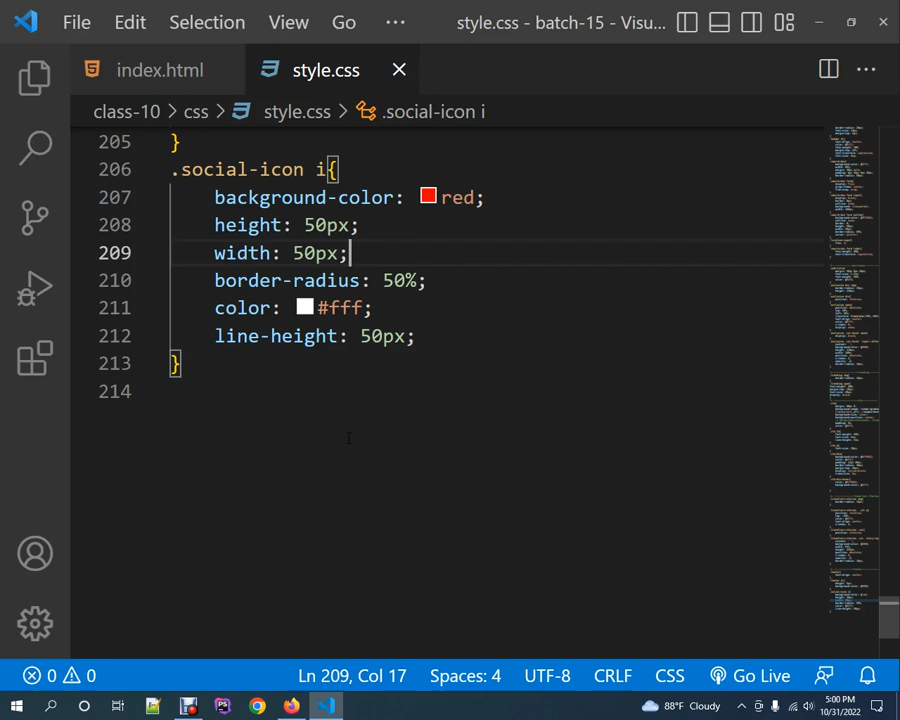 File Edit Selection View Go ··· style.css - batch-15 - Visu...
index.html style.css
class-10 > css > style.css > .social-icon i
205 }
206 .social-icon i{
207 background-color: red;
208 height: 50px;
209 width: 50px;
210 border-radius: 50%;
211 color: #fff;
212 line-height: 50px;
213 }
214
0 0 Ln 209, Col 17 Spaces: 4 UTF-8 CRLF CSS Go Live
88°F Cloudy 5:00 PM
10/31/2022